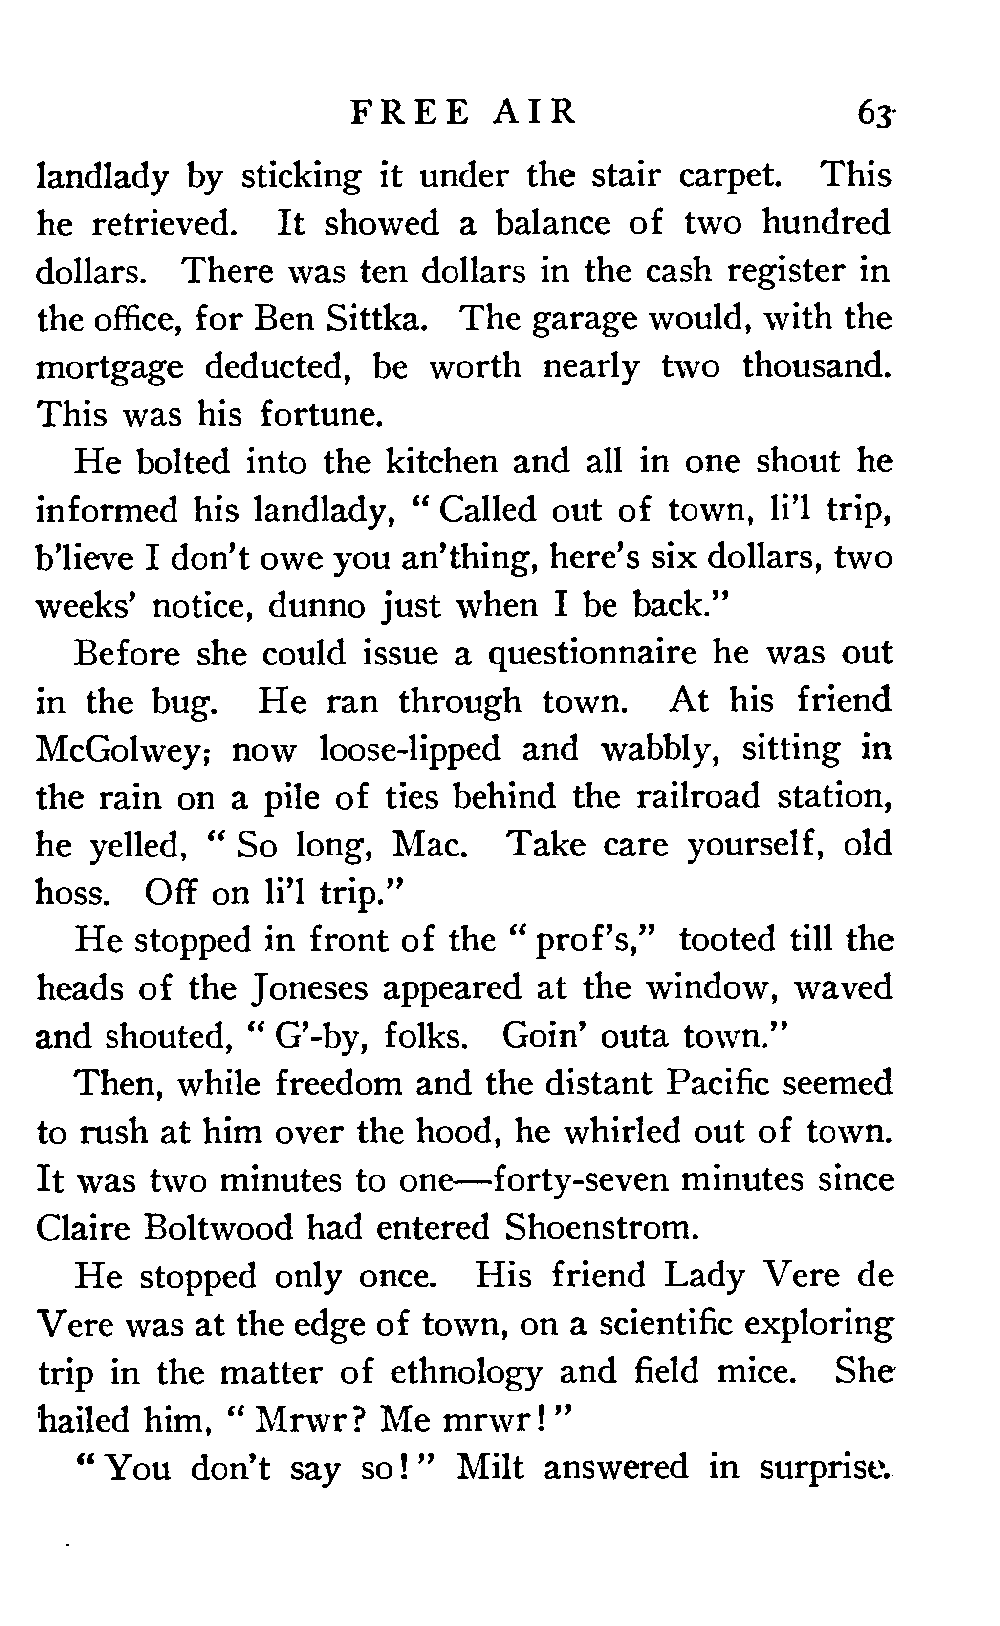 FREE AIR 63
landlady by sticking it under the stair carpet. This
he retrieved. It showed a balance of two hundred
dollars. There was ten dollars in the cash register in
the office, for Ben Sittka. The garage would, with the
mortgage deducted, be worth nearly two thousand.
This was his fortune.
He bolted into the kitchen and all in one shout he
informed his landlady, “ Called out of town, li’l trip,
b’lieve I don’t owe you an’thing, here’s six dollars, two
weeks’ notice, dunno just when I be back.”
Before she could issue a questionnaire he was out
in the bug. He ran through town. At his friend
McGolwey; now loose-lipped and wabbly, sitting in
the rain on a pile of ties behind the railroad station,
he yelled, “ So long, Mac. Take care yourself, old
hoss. Off on li’l trip.”
He stopped in front of the “ prof’s,” tooted till the
heads of the Joneses appeared at the window, waved
and shouted, “ G’-by, folks. Goin’ outa town.”
Then, while freedom and the distant Pacific seemed
to rush at him over the hood, he whirled out of town.
It was two minutes to one—forty-seven minutes since
Claire Boltwood had entered Shoenstrom.
He stopped only once. His friend Lady Vere de
Vere was at the edge of town, on a scientific exploring
trip in the matter of ethnology and field mice. She
hailed him, “ Mrwr? Me mrwr! ”
“ You don’t say so! ” Milt answered in surprise.